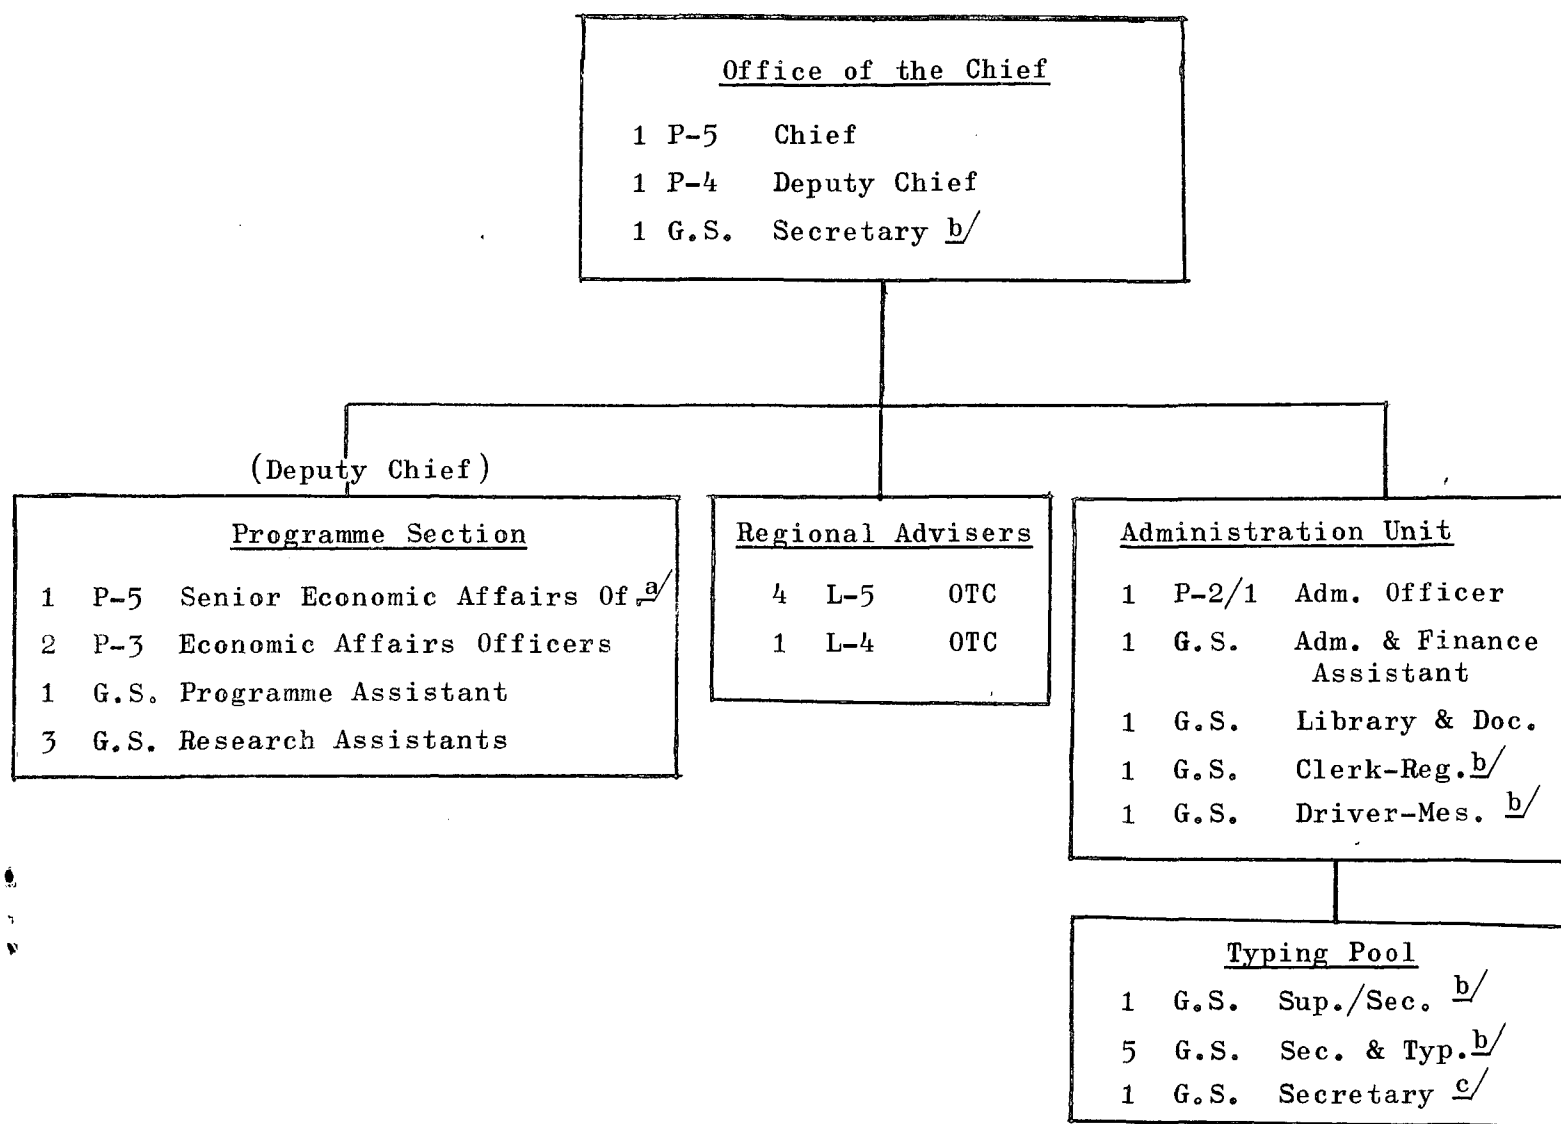 Office of the Chief
1 P-5 Chief
1 P-4 Deputy Chief
1 G.S. Secretary b/
(Deputy Chief)
Programme Section
1 P-5 Senior Economic Affairs Of. a/
2 P-3 Economic Affairs Officers
1 G.S. Programme Assistant
3 G.S. Research Assistants
Regional Advisers
4 L-5 OTC
1 L-4 OTC
Administration Unit
1 P-2/1 Adm. Officer
1 G.S. Adm. & Finance
Assistant
1 G.S. Library & Doc.
1 G.S. Clerk-Reg. b/
1 G.S. Driver-Mes. b/
Typing Pool
1 G.S. Sup./Sec. b/
5 G.S. Sec. & Typ. b/
1 G.S. Secretary c/